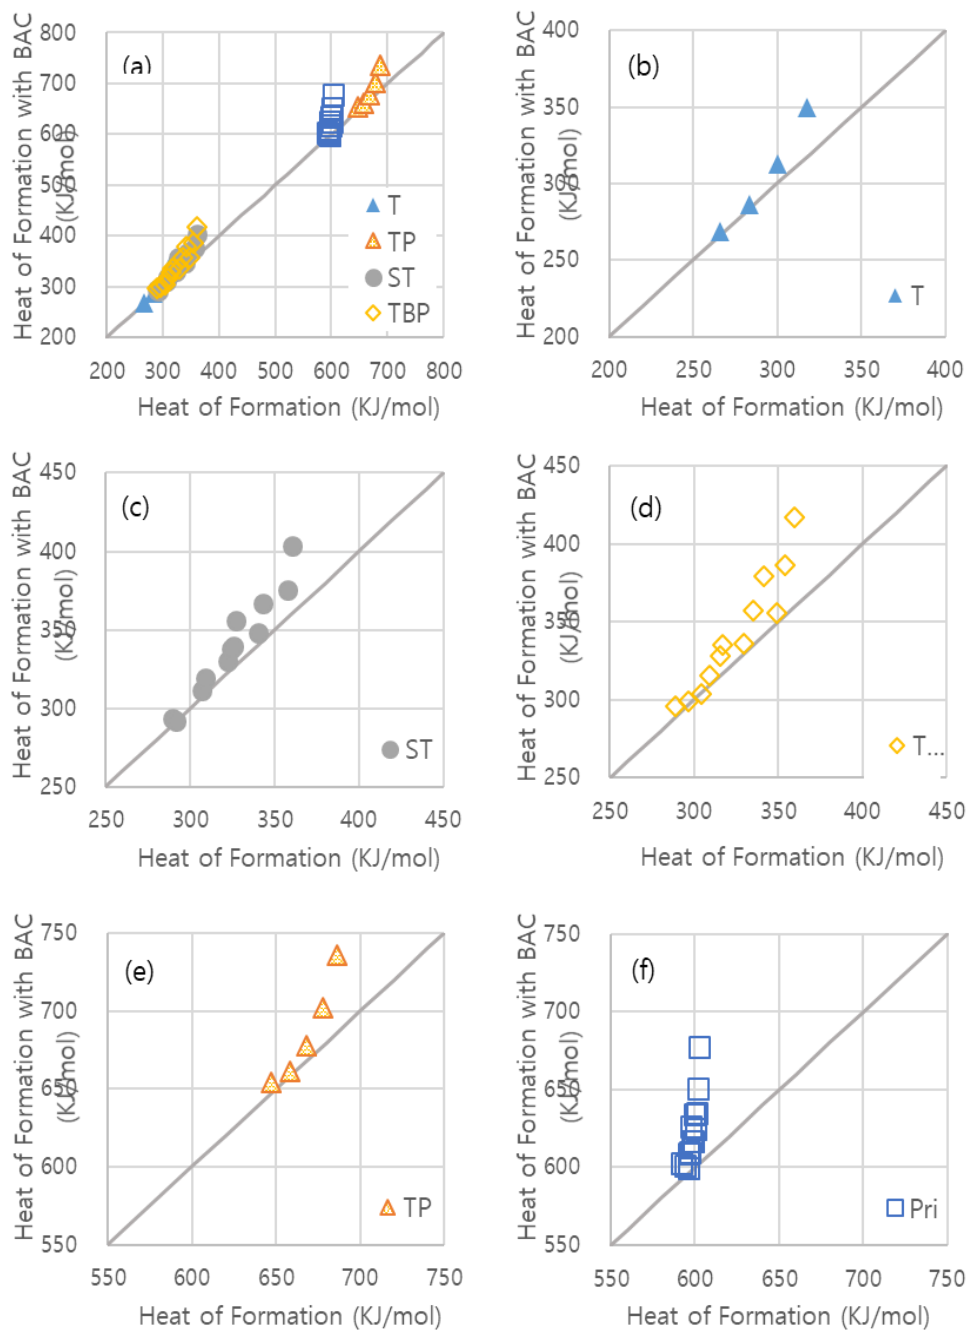 Heat of Formation with BAC
(KJ/mol)
800
700
600
500
400
300
200
(a)
T
TP
ST
TBP
200 300 400 500 600 700 800
Heat of Formation (KJ/mol)
Heat of Formation with BAC
(KJ/mol)
400
350
300
250
200
(b)
T
200 250 300 350 400
Heat of Formation (KJ/mol)
Heat of Formation with BAC
(KJ/mol)
450
400
350
300
250
(c)
ST
250 300 350 400 450
Heat of Formation (KJ/mol)
Heat of Formation with BAC
(KJ/mol)
450
400
350
300
250
(d)
T...
250 300 350 400 450
Heat of Formation (KJ/mol)
Heat of Formation with BAC
(KJ/mol)
750
700
650
600
550
(e)
TP
550 600 650 700 750
Heat of Formation (KJ/mol)
Heat of Formation with BAC
(KJ/mol)
750
700
650
600
550
(f)
Pri
550 600 650 700 750
Heat of Formation (KJ/mol)